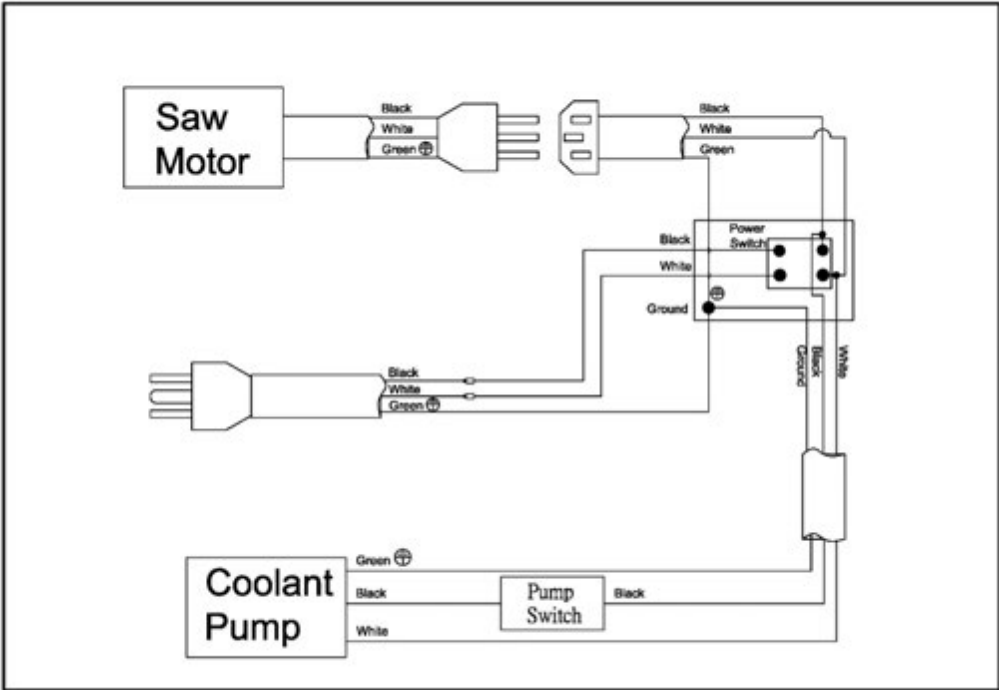 Saw
Motor
Black
White
Green
Black
White
Green
Power
Switch
Black
White
Ground
Ground
Black
White
Black
White
Green
Coolant
Pump
Green
Black
White
Pump
Switch
Black